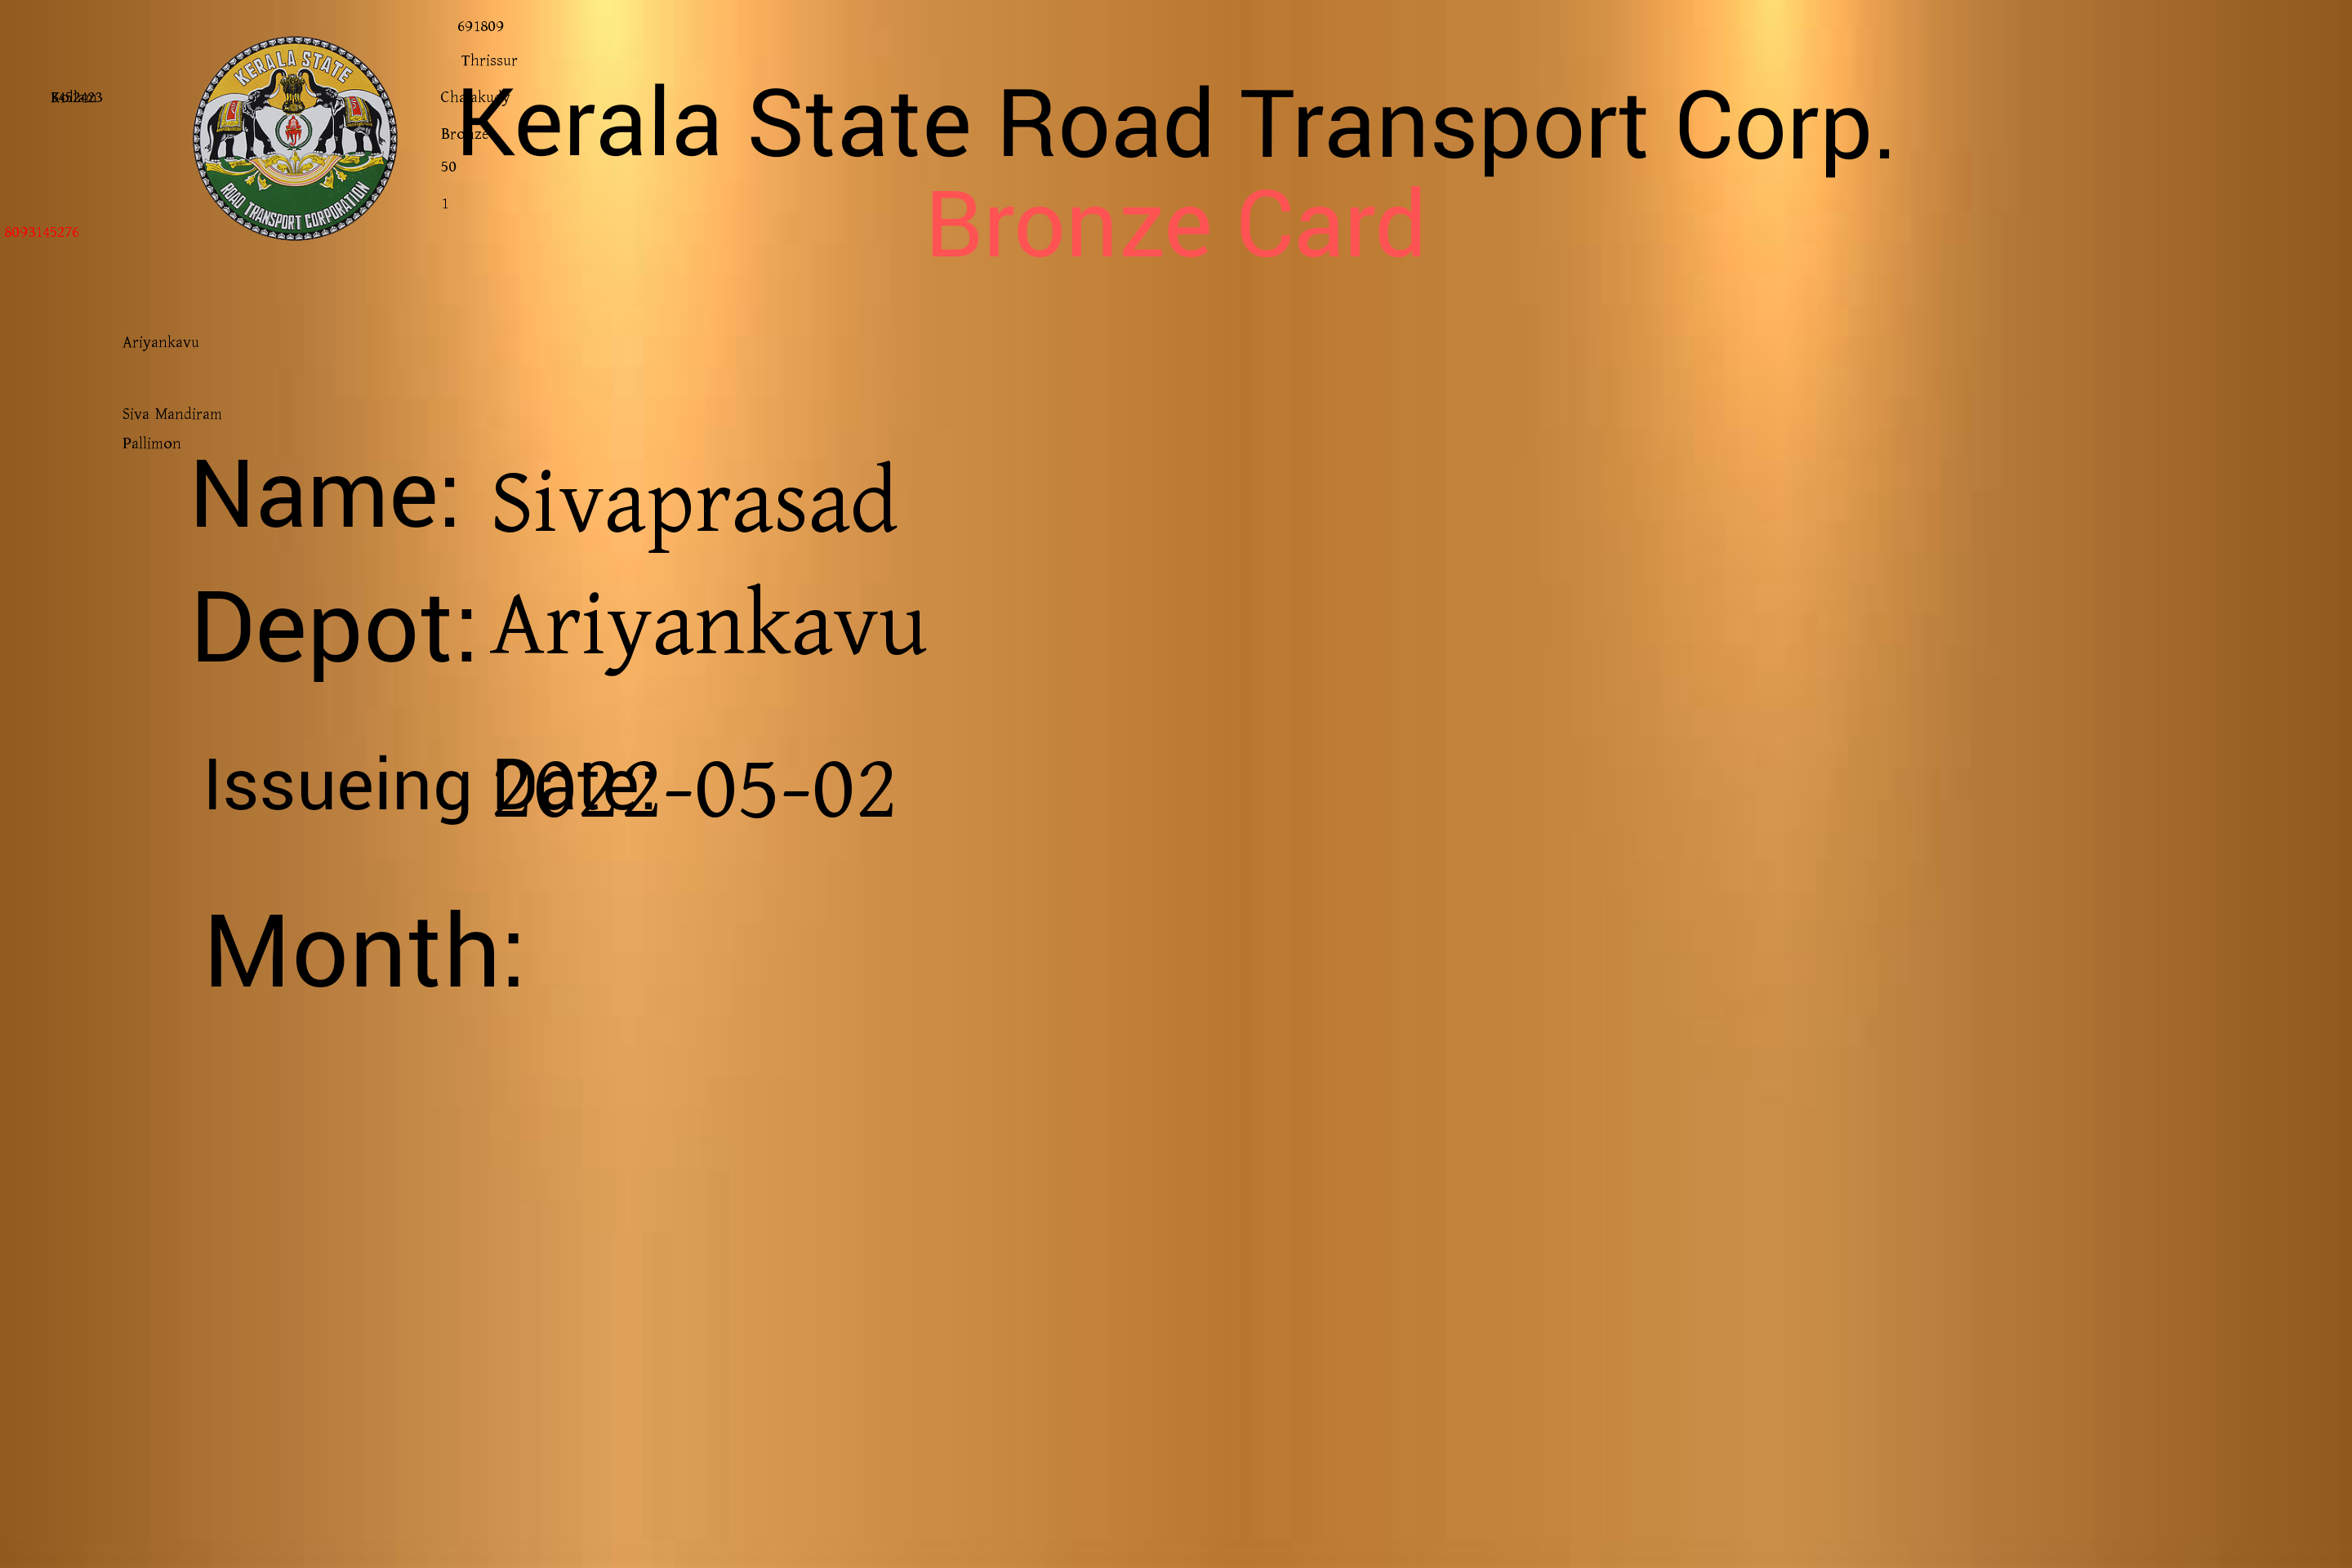 691809
Thrissur
KERALA STATE
ROAD TRANSPORT CORPORATION
Chalakudy
Kerala State Road Transport Corp.
Bronze
50
1
Bronze Card
8093145276
Ariyankavu
Siva Mandiram
Pallimon
Name: Sivaprasad
Depot: Ariyankavu
Issueing Date: 2022-05-02
Month: